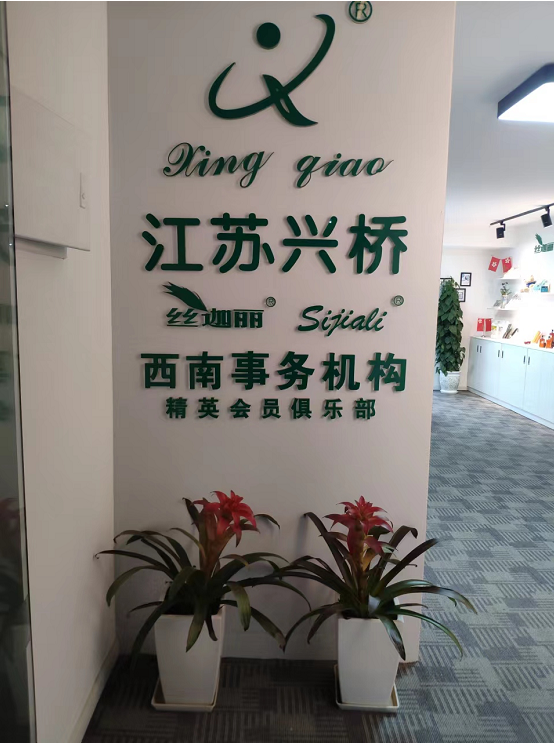 ®
Xing qiao
江苏兴桥
丝迦丽® Sijiali®
西南事务机构
精英会员俱乐部